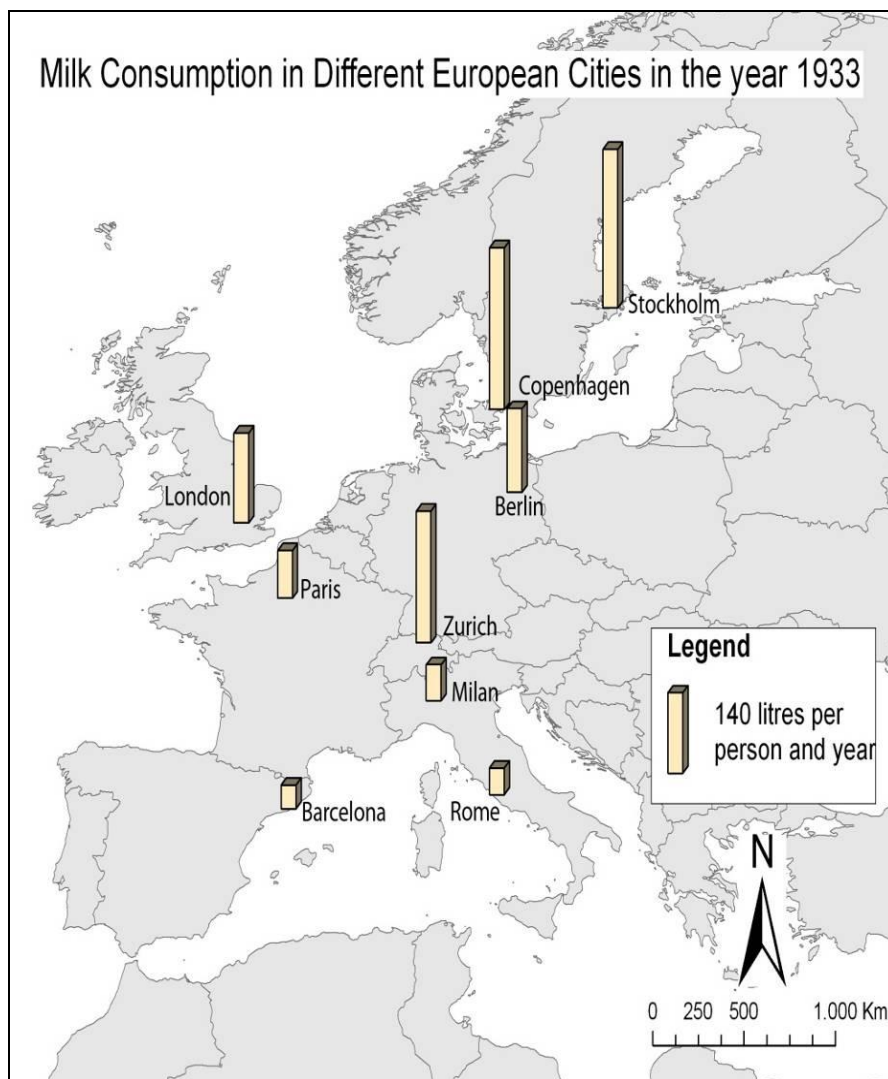 Milk Consumption in Different European Cities in the year 1933
Stockholm
Copenhagen
London
Berlin
Paris
Zurich
Legend
Milan
140 litres per
person and year
Barcelona
Rome
N
0 250 500 1.000 Km